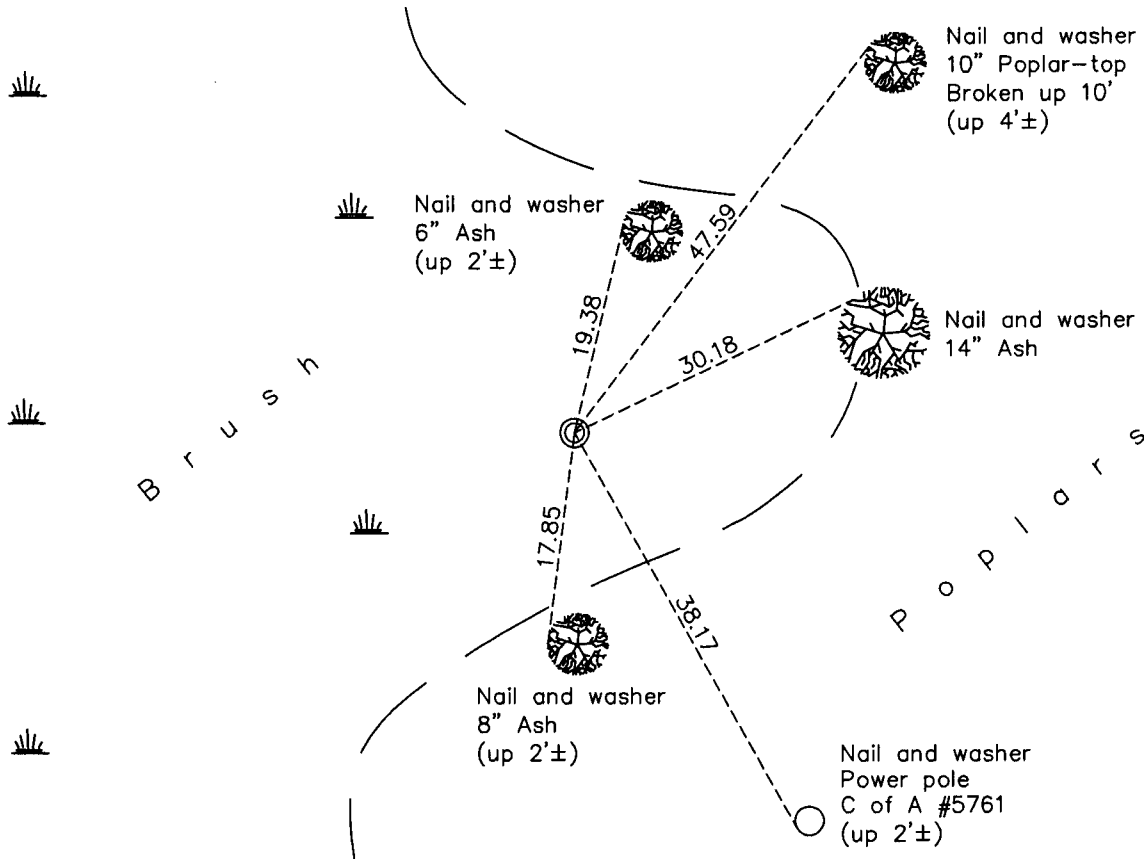 Nail and washer
10" Poplar-top
Broken up 10'
(up 4'±)
Nail and washer
6" Ash
(up 2'±)
47.59
19.38
30.18
Nail and washer
14" Ash
Brush
17.85
38.17
Poplars
Nail and washer
8" Ash
(up 2'±)
Nail and washer
Power pole
C of A #5761
(up 2'±)